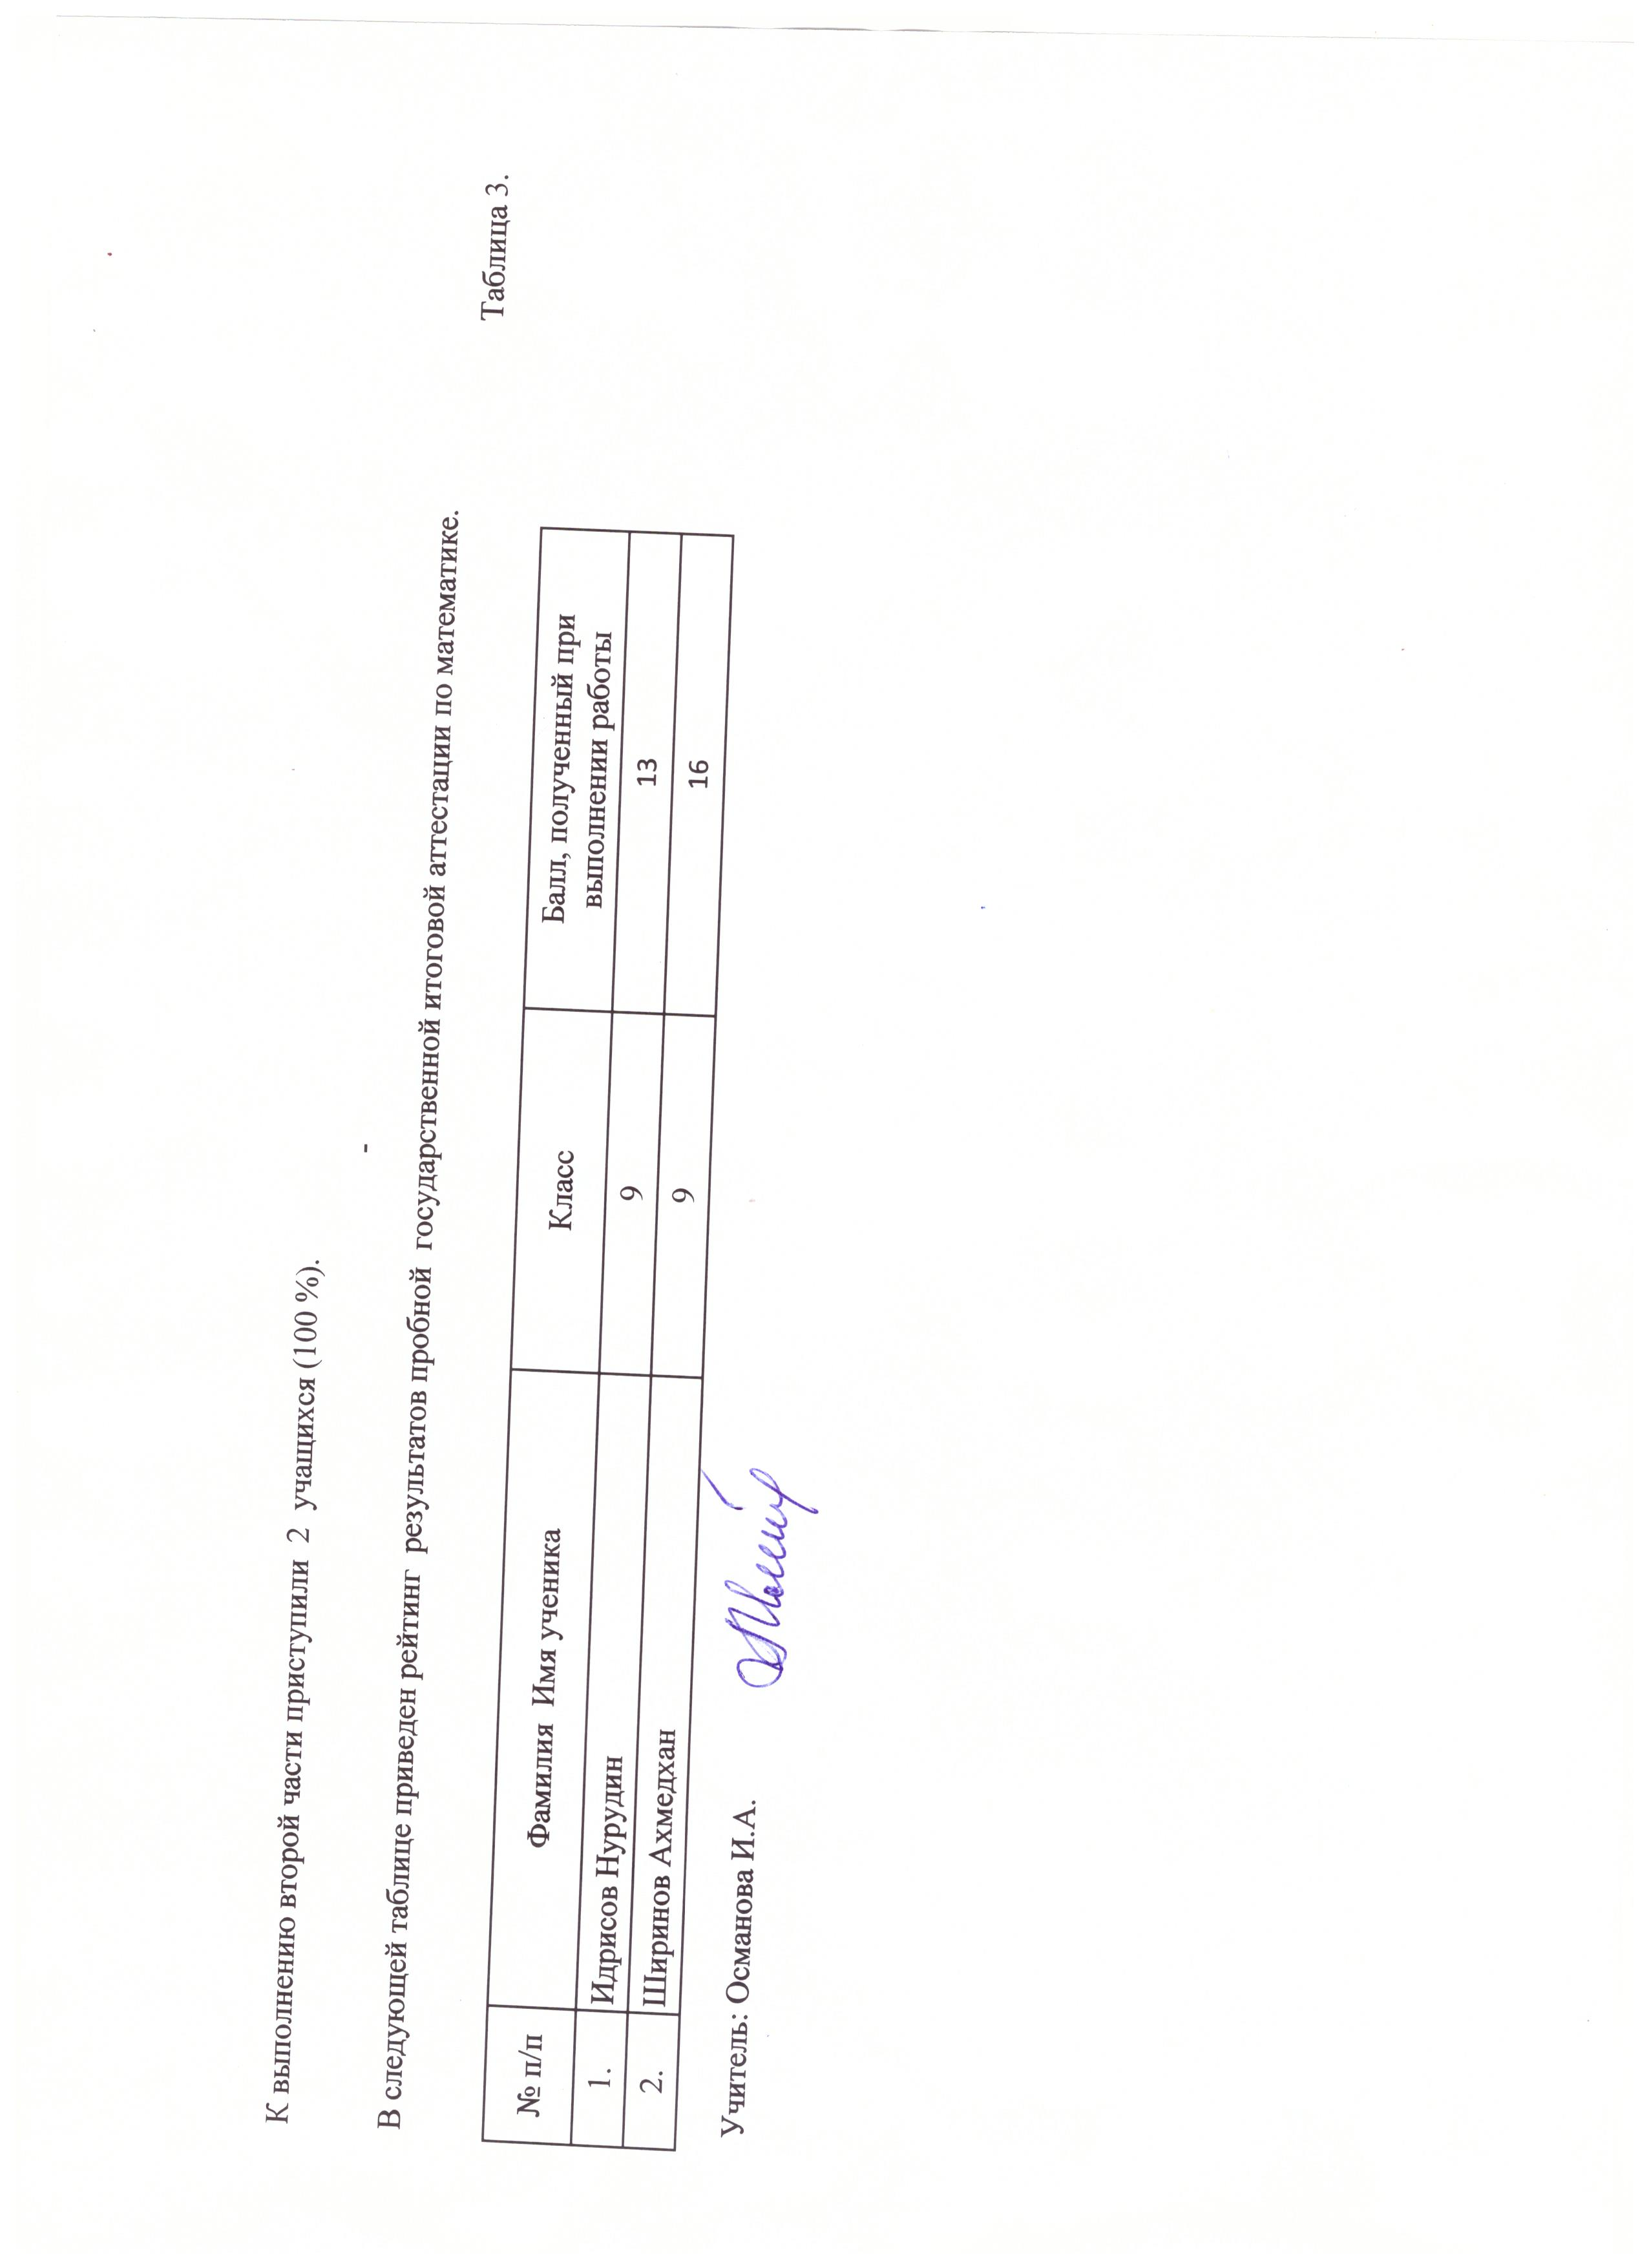 К выполнению второй части приступили 2 учащихся (100 %).
В следующей таблице приведен рейтинг результатов пробной государственной итоговой аттестации по математике.
Таблица 3.
№ п/п Фамилия Имя ученика Класс Балл, полученный при
выполнении работы
1. Идрисов Нурудин 9 13
2. Ширинов Ахмедхан 9 16
Учитель: Османова И.А.